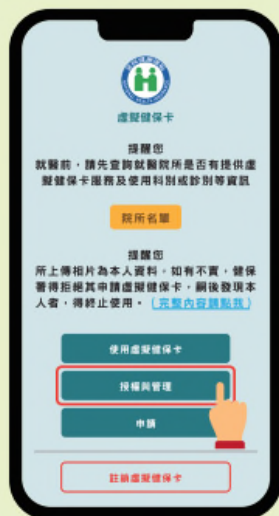 虛擬健保卡
提醒您
就醫前，請先查詢就醫院所是否有提供虛
擬健保卡服務及使用科別或診別等資訊
院所名單
提醒您
所上傳相片為本人資料，如有不實，健保
署得拒絕其申請虛擬健保卡，嗣後發現本
人者，得終止使用。（完整內容請點我）
使用虛擬健保卡
授權與管理
申請
註銷虛擬健保卡